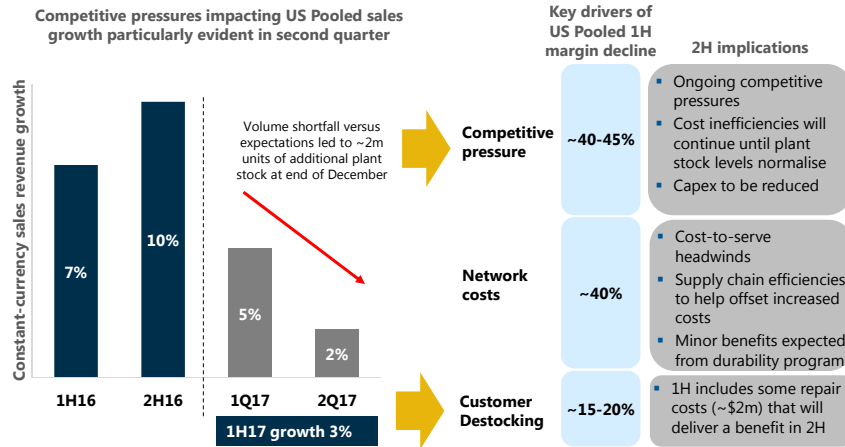 Competitive pressures impacting US Pooled sales
growth particularly evident in second quarter
Constant-currency sales revenue growth
7%
10%
5%
2%
1H16
2H16
1Q17
2Q17
1H17 growth 3%
Volume shortfall versus
expectations led to ~2m
units of additional plant
stock at end of December
Key drivers of
US Pooled 1H
margin decline
2H implications
Competitive
pressure
~40-45%
▪ Ongoing competitive
pressures
▪ Cost inefficiencies will
continue until plant
stock levels normalise
▪ Capex to be reduced
Network
costs
~40%
▪ Cost-to-serve
headwinds
▪ Supply chain efficiencies
to help offset increased
costs
▪ Minor benefits expected
from durability program
Customer
Destocking
~15-20%
▪ 1H includes some repair
costs (~$2m) that will
deliver a benefit in 2H